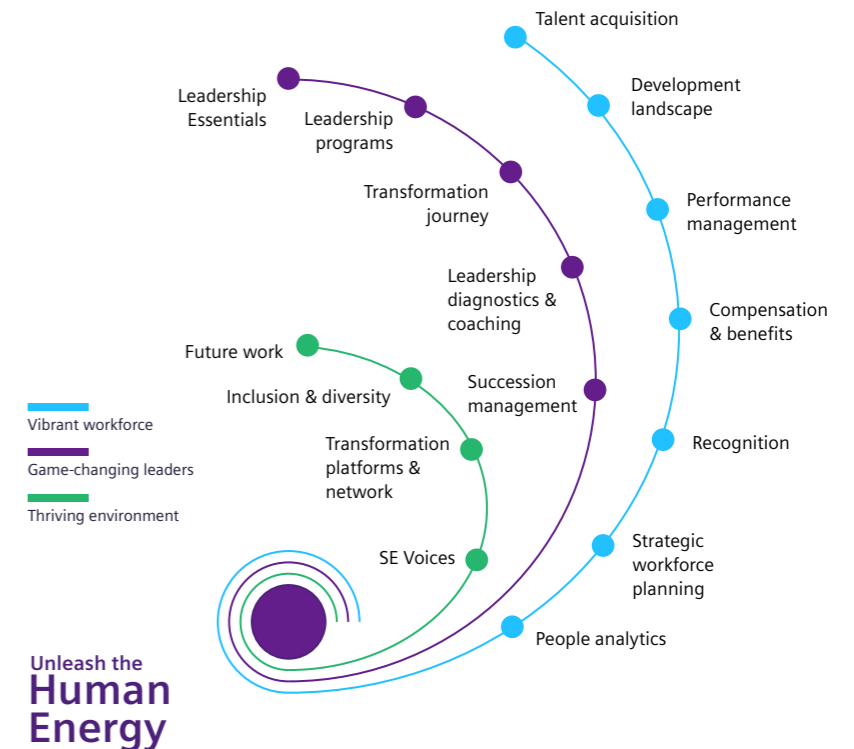 Talent acquisition
Development
landscape
Performance
management
Compensation
& benefits
Recognition
Strategic
workforce
planning
People analytics
Leadership
Essentials
Leadership
programs
Transformation
journey
Leadership
diagnostics &
coaching
Succession
management
Future work
Inclusion & diversity
Transformation
platforms &
network
SE Voices
Vibrant workforce
Game-changing leaders
Thriving environment
Unleash the
Human
Energy